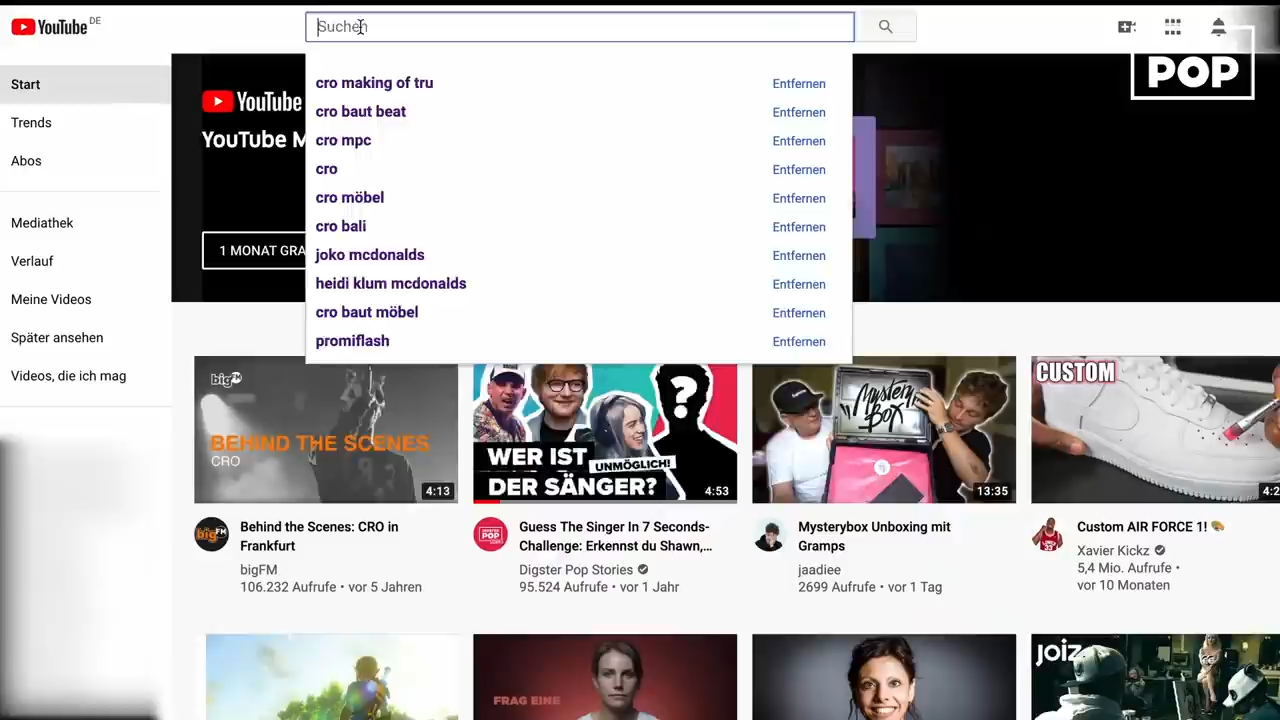 YouTube DE
Suchen
POP
Start
Trends
Abos
Mediathek
Verlauf
Meine Videos
Später ansehen
Videos, die ich mag
YouTube
YouTube M
1 MONAT GRA
cro making of tru Entfernen
cro baut beat Entfernen
cro mpc Entfernen
cro Entfernen
cro möbel Entfernen
cro bali Entfernen
joko mcdonalds Entfernen
heidi klum mcdonalds Entfernen
cro baut möbel Entfernen
promiflash Entfernen
bigFM
BEHIND THE SCENES
CRO
4:13
WER IST
UNMÖGLICH!
DER SÄNGER?
4:53
Mystery
BOX
13:35
CUSTOM
4:2
bigFM
Behind the Scenes: CRO in
Frankfurt
bigFM
106.232 Aufrufe • vor 5 Jahren
Guess The Singer In 7 Seconds-
Challenge: Erkennst du Shawn,...
Digster Pop Stories
95.524 Aufrufe • vor 1 Jahr
Mysterybox Unboxing mit
Gramps
jaadiee
2699 Aufrufe • vor 1 Tag
Custom AIR FORCE 1! 🎨
Xavier Kickz
5,4 Mio. Aufrufe •
vor 10 Monaten
FRAG EINE
joiz